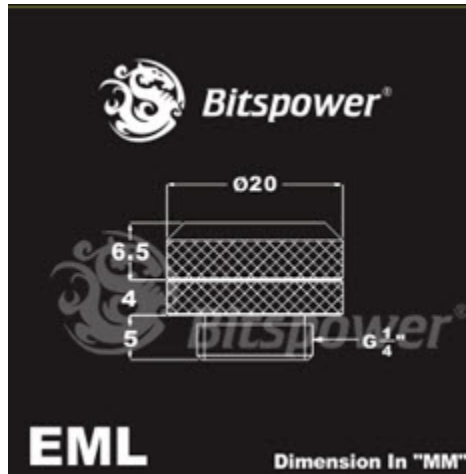 Bitspower®
Ø20
6.5
4
5
Bitspower®
G1/4"
EML
Dimension In "MM"